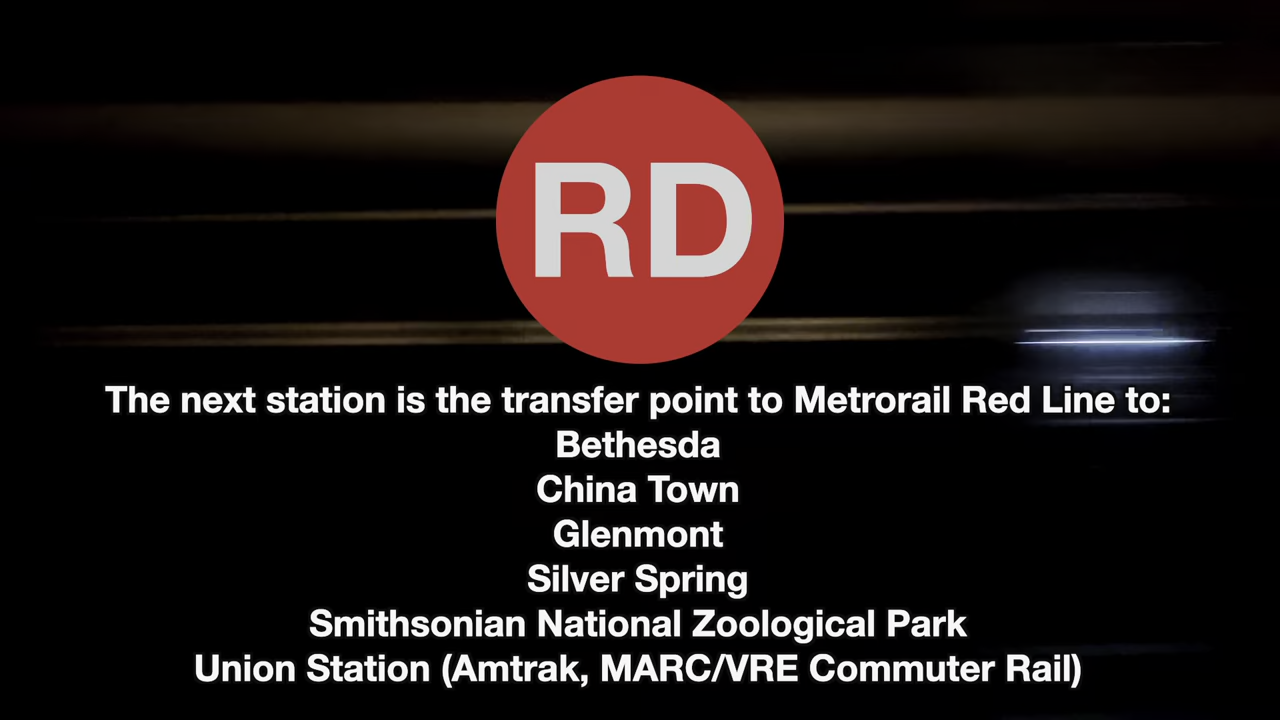 RD
The next station is the transfer point to Metrorail Red Line to:
Bethesda
China Town
Glenmont
Silver Spring
Smithsonian National Zoological Park
Union Station (Amtrak, MARC/VRE Commuter Rail)